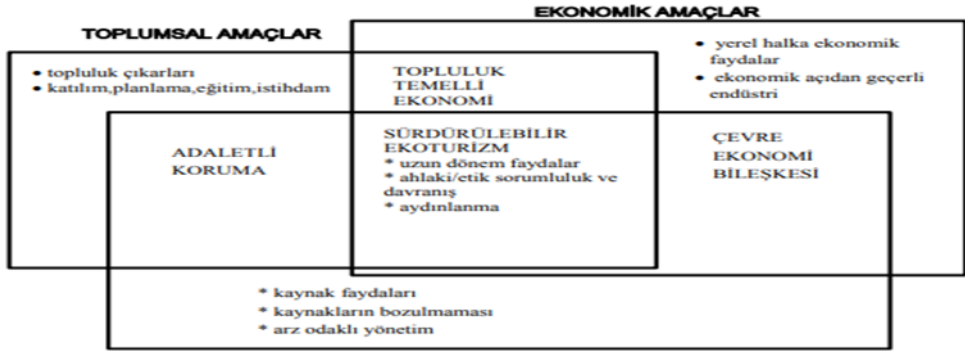 EKONOMİK AMAÇLAR
TOPLUMSAL AMAÇLAR
• topluluk çıkarları
• katılım,planlama,eğitim,istihdam
TOPLULUK
TEMELLİ
EKONOMİ
• yerel halka ekonomik
faydalar
• ekonomik açıdan geçerli
endüstri
ADALETLİ
KORUMA
SÜRDÜRÜLEBİLİR
EKOTURİZM
* uzun dönem faydalar
* ahlaki/etik sorumluluk ve
davranış
* aydınlanma
ÇEVRE
EKONOMİ
BİLEŞKESİ
* kaynak faydaları
* kaynakların bozulmaması
* arz odaklı yönetim